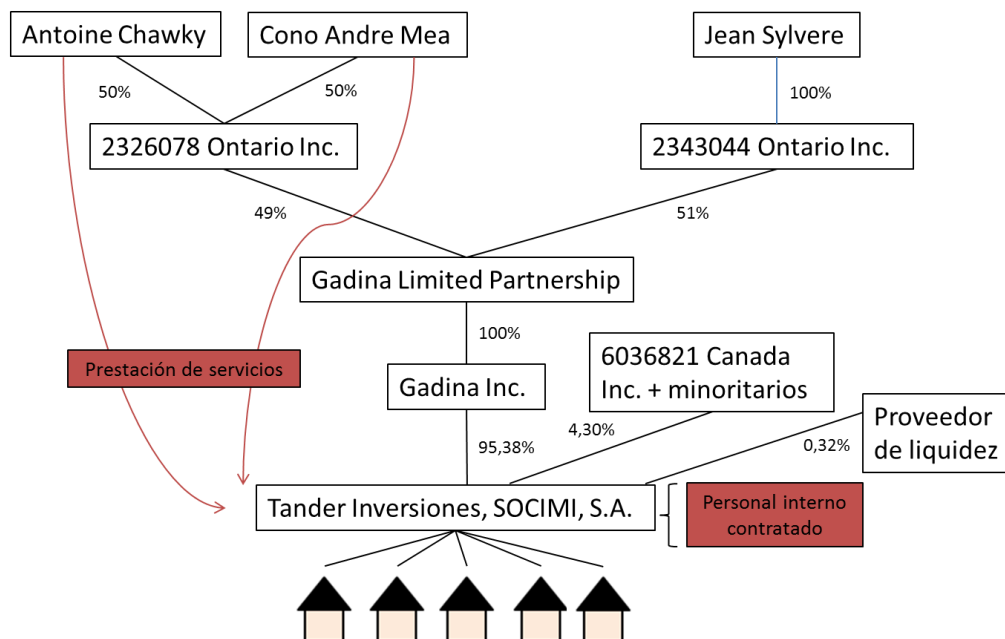 Antoine Chawky
Cono Andre Mea
Jean Sylvere
50%
50%
100%
2326078 Ontario Inc.
2343044 Ontario Inc.
49%
51%
Gadina Limited Partnership
100%
Prestación de servicios
Gadina Inc.
6036821 Canada
Inc. + minoritarios
Proveedor
de liquidez
95,38%
4,30%
0,32%
Tander Inversiones, SOCIMI, S.A.
Personal interno
contratado